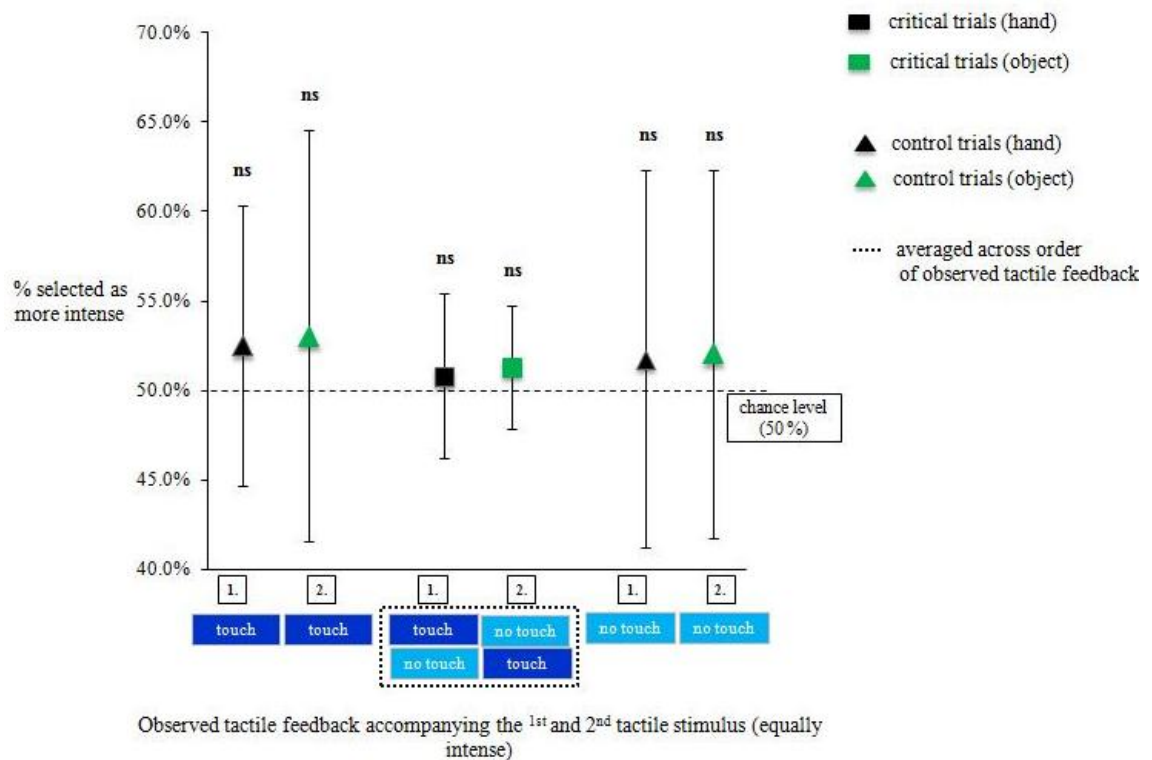 70.0%
65.0%
60.0%
55.0%
50.0%
45.0%
40.0%
% selected as
more intense
ns
ns
ns
ns
ns
ns
chance level
(50 %)
1.
2.
1.
2.
1.
2.
touch
touch
touch
no touch
no touch
no touch
no touch
touch
Observed tactile feedback accompanying the 1st and 2nd tactile stimulus (equally
intense)
critical trials (hand)
critical trials (object)
control trials (hand)
control trials (object)
averaged across order
of observed tactile feedback